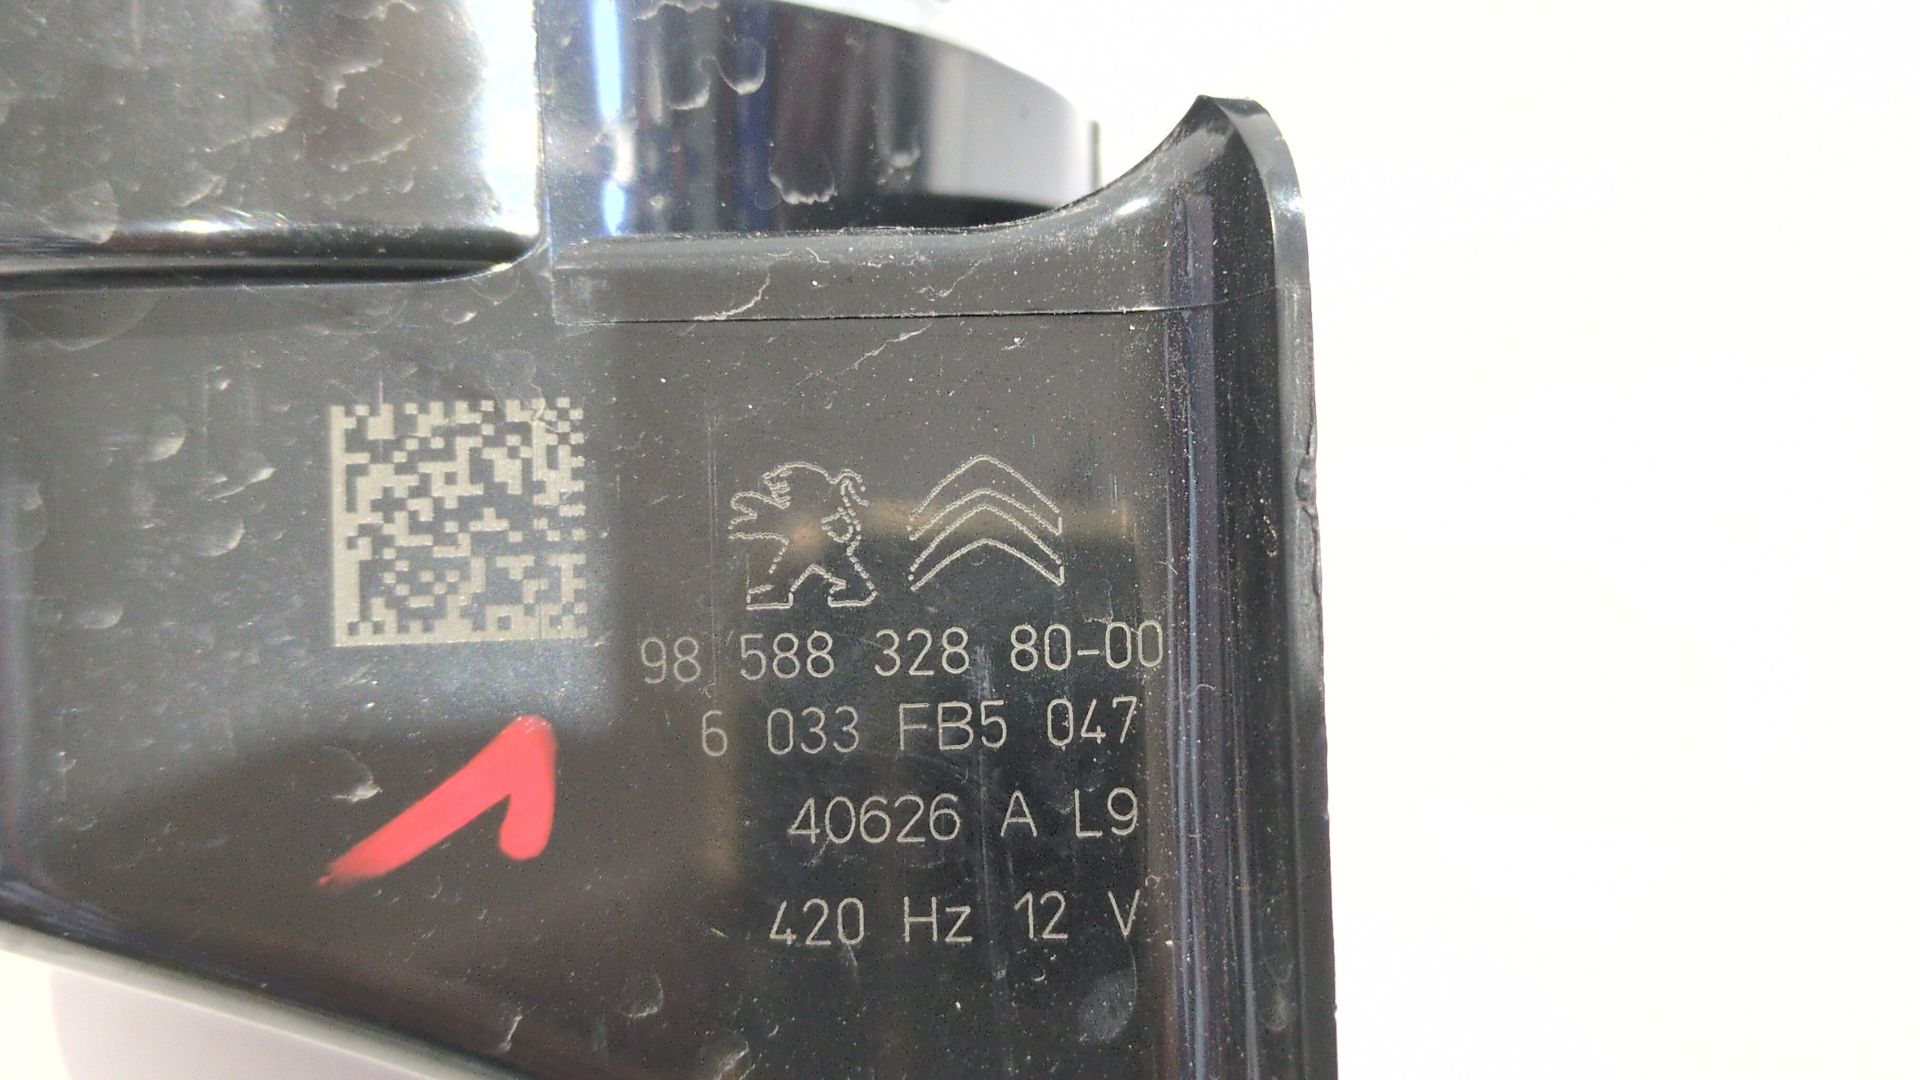 98 588 328 80-00
6 033 FB5 047
40626 A L9
420 Hz 12 V